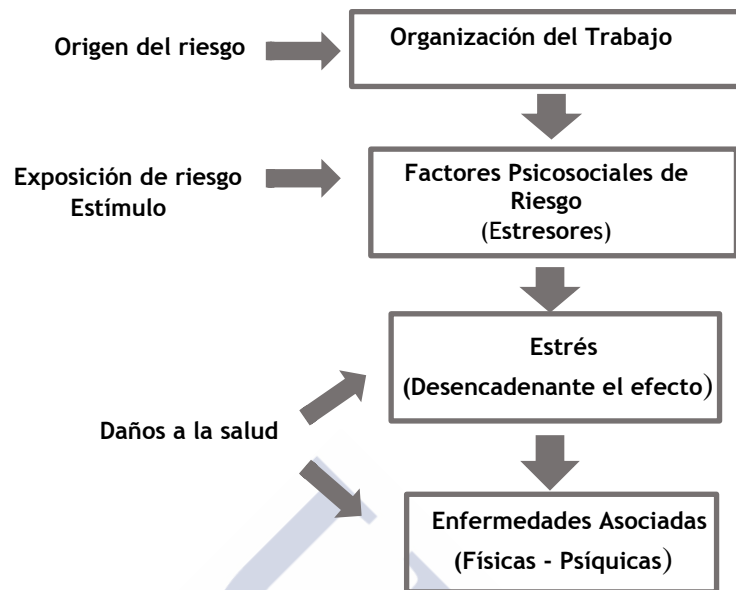 Origen del riesgo
Organización del Trabajo
Exposición de riesgo
Estímulo
Factores Psicosociales de
Riesgo
(Estresores)
Estrés
(Desencadenante el efecto)
Daños a la salud
Enfermedades Asociadas
(Físicas - Psíquicas)